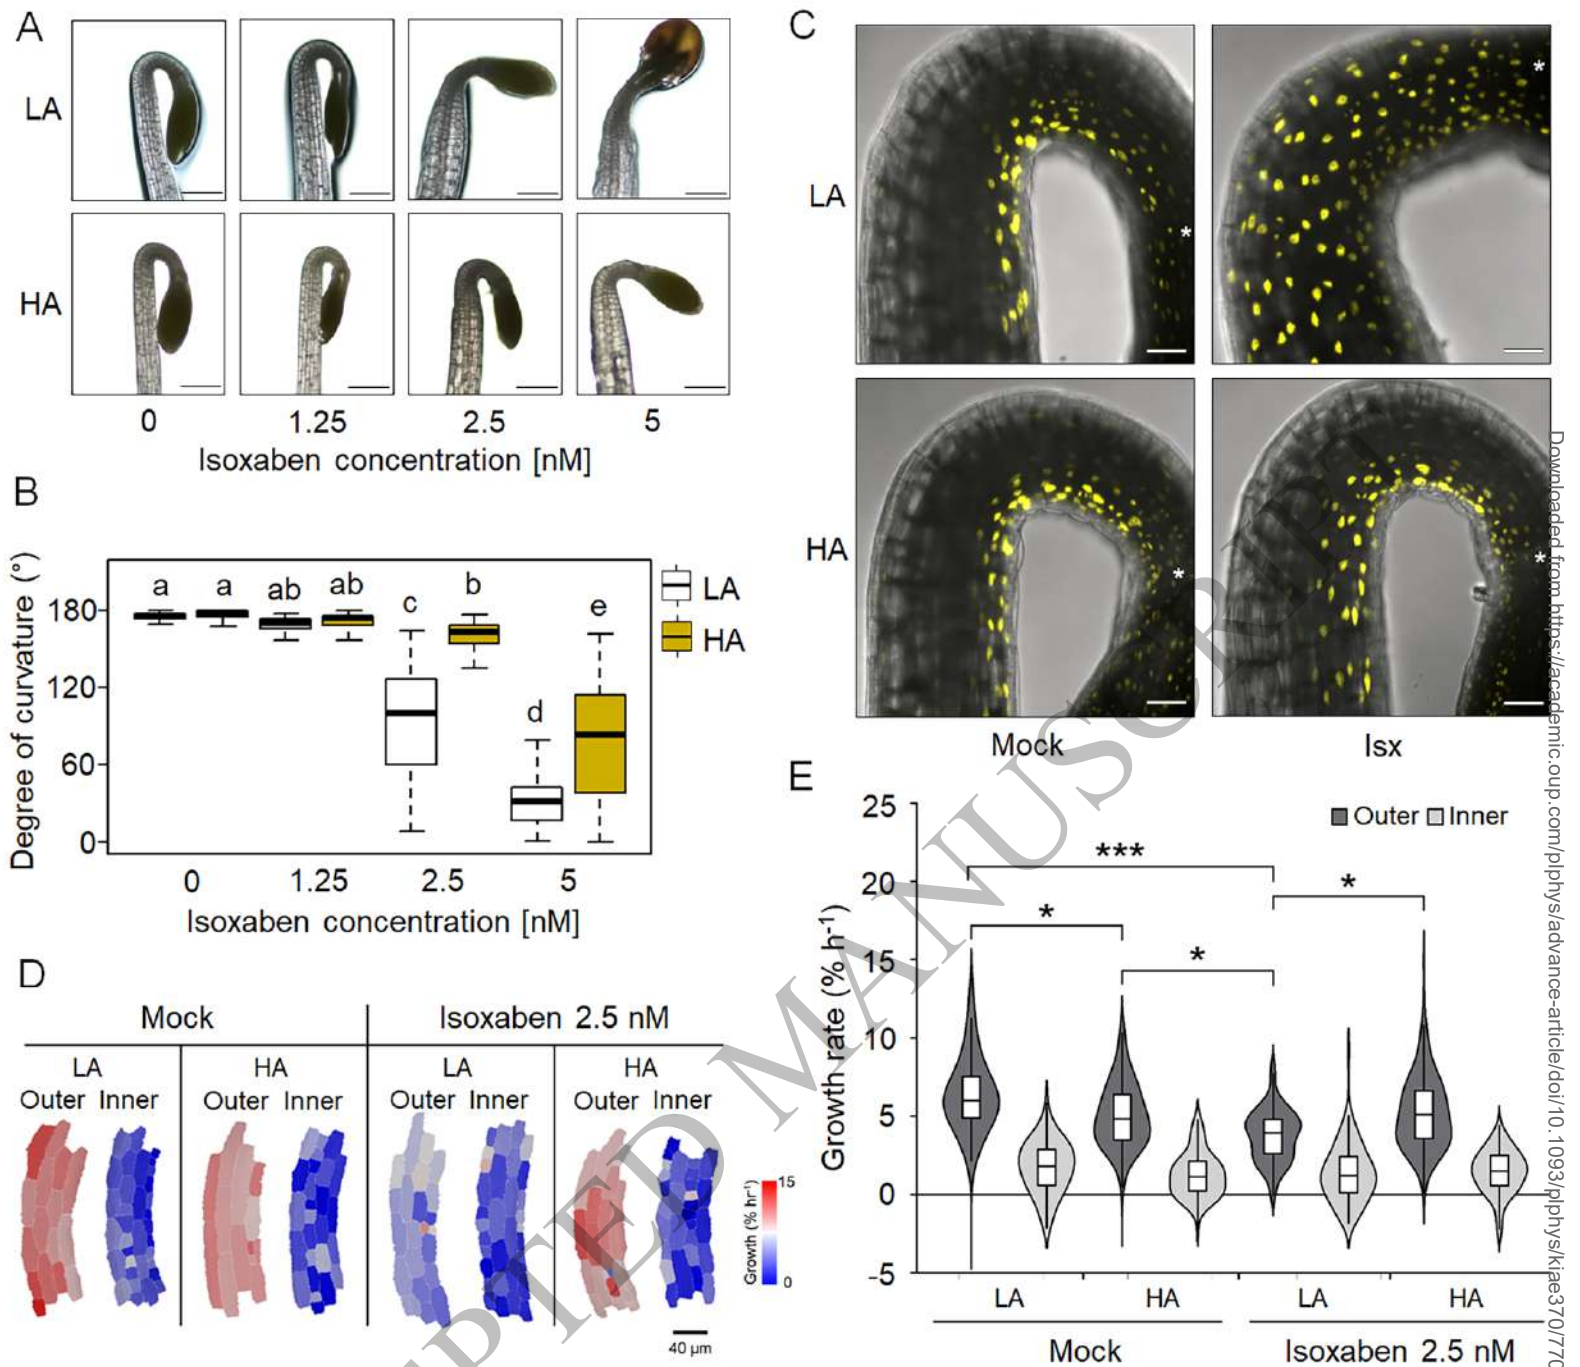 A
LA
HA
0 1.25 2.5 5
Isoxaben concentration [nM]
B
Degree of curvature (°)
180
120
60
0
a a ab ab c b d e
LA
HA
0 1.25 2.5 5
Isoxaben concentration [nM]
C
LA
*
*
HA
*
*
Mock Isx
D
Mock Isoxaben 2.5 nM
LA HA LA HA
Outer Inner Outer Inner Outer Inner Outer Inner
Growth (% hr⁻¹)
15
0
40 µm
E
Growth rate (% h⁻¹)
25
20
15
10
5
0
−5
Outer Inner
***
*
*
*
LA HA LA HA
Mock Isoxaben 2.5 nM
PTED MANUSCRIPT
Downloaded from https://academic.oup.com/plphys/advance-article/doi/10.1093/plphys/kiae370/770